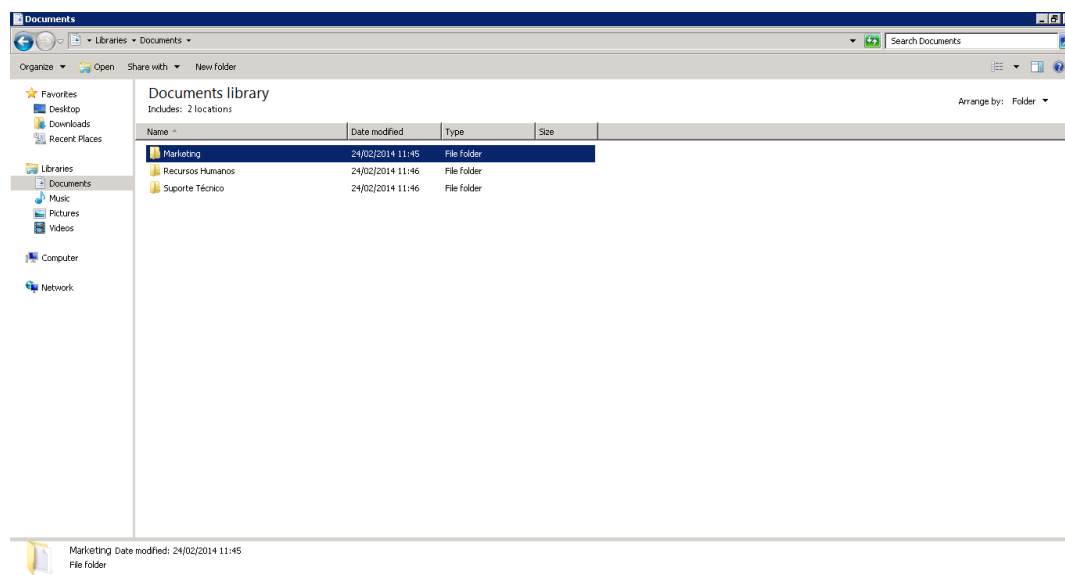 Documents
Libraries Documents
Search Documents
Organize Open Share with New folder
Favorites
Desktop
Downloads
Recent Places
Libraries
Documents
Music
Pictures
Videos
Computer
Network
Documents library
Includes: 2 locations
Arrange by: Folder
Name Date modified Type Size
Marketing 24/02/2014 11:45 File folder
Recursos Humanos 24/02/2014 11:46 File folder
Suporte Técnico 24/02/2014 11:46 File folder
Marketing Date modified: 24/02/2014 11:45
File folder